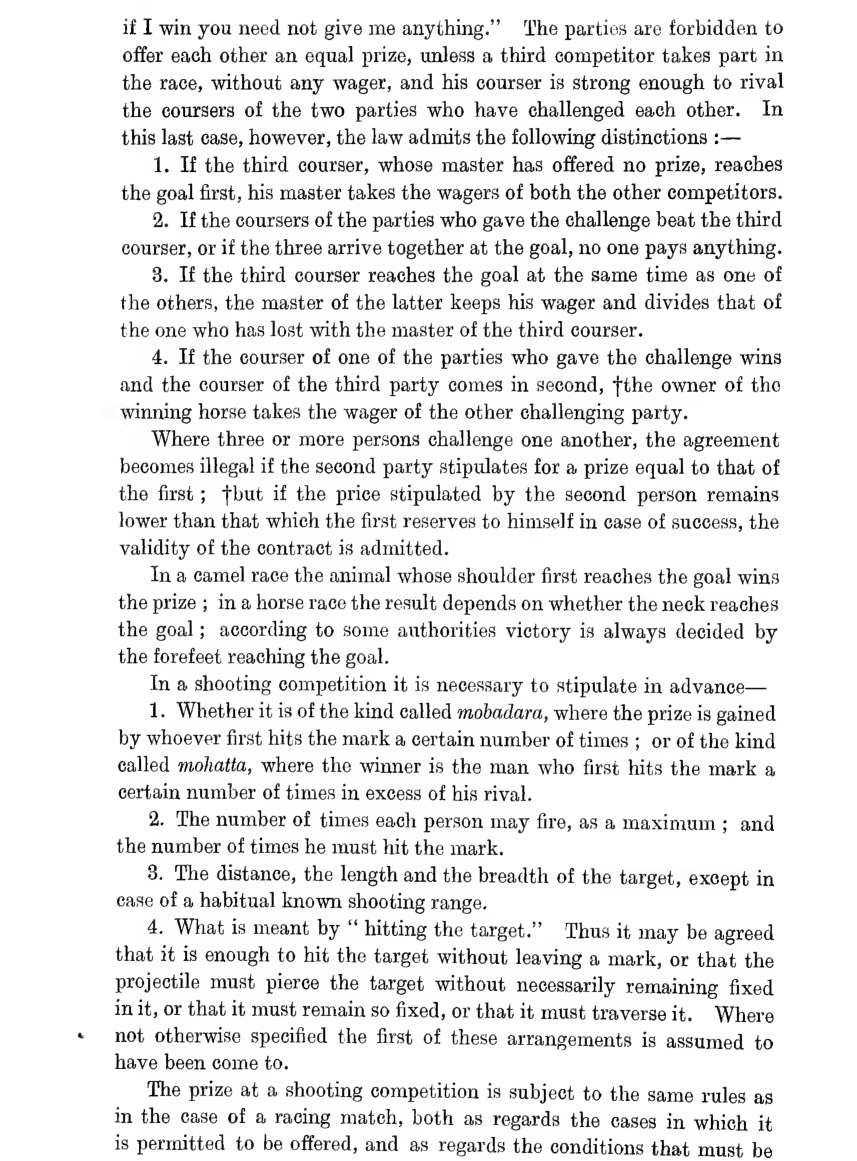 if I win you need not give me anything.” The parties are forbidden to
offer each other an equal prize, unless a third competitor takes part in
the race, without any wager, and his courser is strong enough to rival
the coursers of the two parties who have challenged each other. In
this last case, however, the law admits the following distinctions :—
1. If the third courser, whose master has offered no prize, reaches
the goal first, his master takes the wagers of both the other competitors.
2. If the coursers of the parties who gave the challenge beat the third
courser, or if the three arrive together at the goal, no one pays anything.
3. If the third courser reaches the goal at the same time as one of
the others, the master of the latter keeps his wager and divides that of
the one who has lost with the master of the third courser.
4. If the courser of one of the parties who gave the challenge wins
and the courser of the third party comes in second, †the owner of the
winning horse takes the wager of the other challenging party.
Where three or more persons challenge one another, the agreement
becomes illegal if the second party stipulates for a prize equal to that of
the first ; †but if the price stipulated by the second person remains
lower than that which the first reserves to himself in case of success, the
validity of the contract is admitted.
In a camel race the animal whose shoulder first reaches the goal wins
the prize ; in a horse race the result depends on whether the neck reaches
the goal ; according to some authorities victory is always decided by
the forefeet reaching the goal.
In a shooting competition it is necessary to stipulate in advance—
1. Whether it is of the kind called mobadara, where the prize is gained
by whoever first hits the mark a certain number of times ; or of the kind
called mohatta, where the winner is the man who first hits the mark a
certain number of times in excess of his rival.
2. The number of times each person may fire, as a maximum ; and
the number of times he must hit the mark.
3. The distance, the length and the breadth of the target, except in
case of a habitual known shooting range.
4. What is meant by “ hitting the target.” Thus it may be agreed
that it is enough to hit the target without leaving a mark, or that the
projectile must pierce the target without necessarily remaining fixed
in it, or that it must remain so fixed, or that it must traverse it. Where
not otherwise specified the first of these arrangements is assumed to
have been come to.
The prize at a shooting competition is subject to the same rules as
in the case of a racing match, both as regards the cases in which it
is permitted to be offered, and as regards the conditions that must be